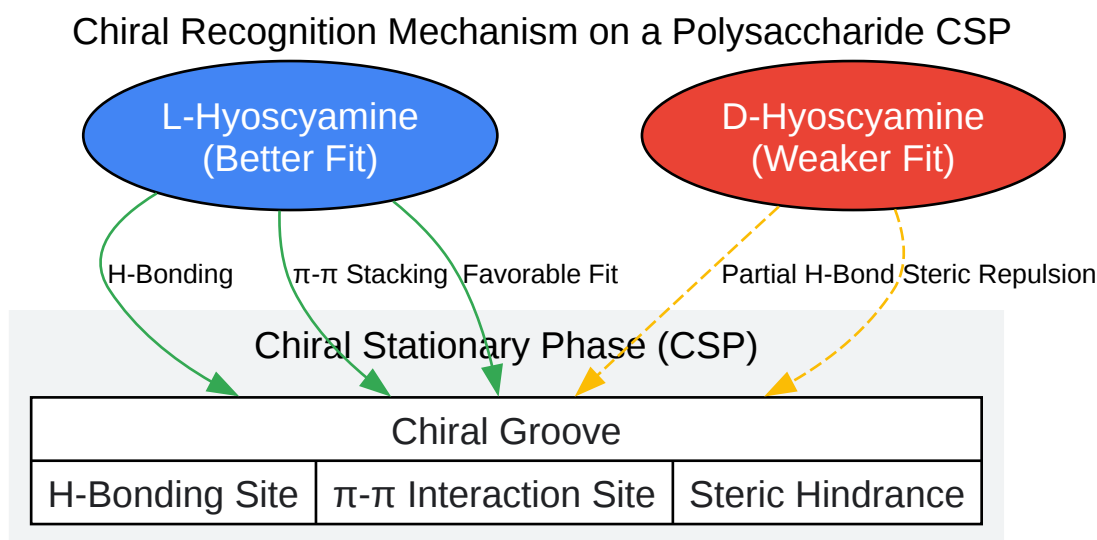 Chiral Recognition Mechanism on a Polysaccharide CSP
L-Hyoscyamine
(Better Fit)
D-Hyoscyamine
(Weaker Fit)
H-Bonding
π-π Stacking
Favorable Fit
Partial H-Bond
Steric Repulsion
Chiral Stationary Phase (CSP)
Chiral Groove
H-Bonding Site
π-π Interaction Site
Steric Hindrance